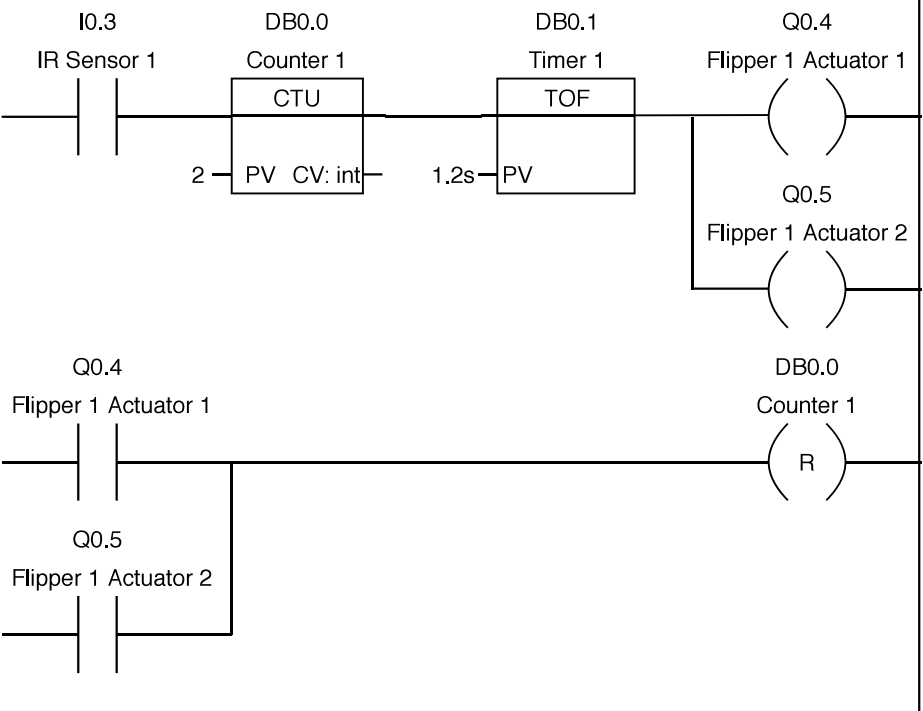 I0.3 DB0.0 DB0.1 Q0.4
IR Sensor 1 Counter 1 Timer 1 Flipper 1 Actuator 1
CTU TOF
2 PV CV: int 1.2s PV
Q0.5
Flipper 1 Actuator 2
Q0.4 DB0.0
Flipper 1 Actuator 1 Counter 1
R
Q0.5
Flipper 1 Actuator 2